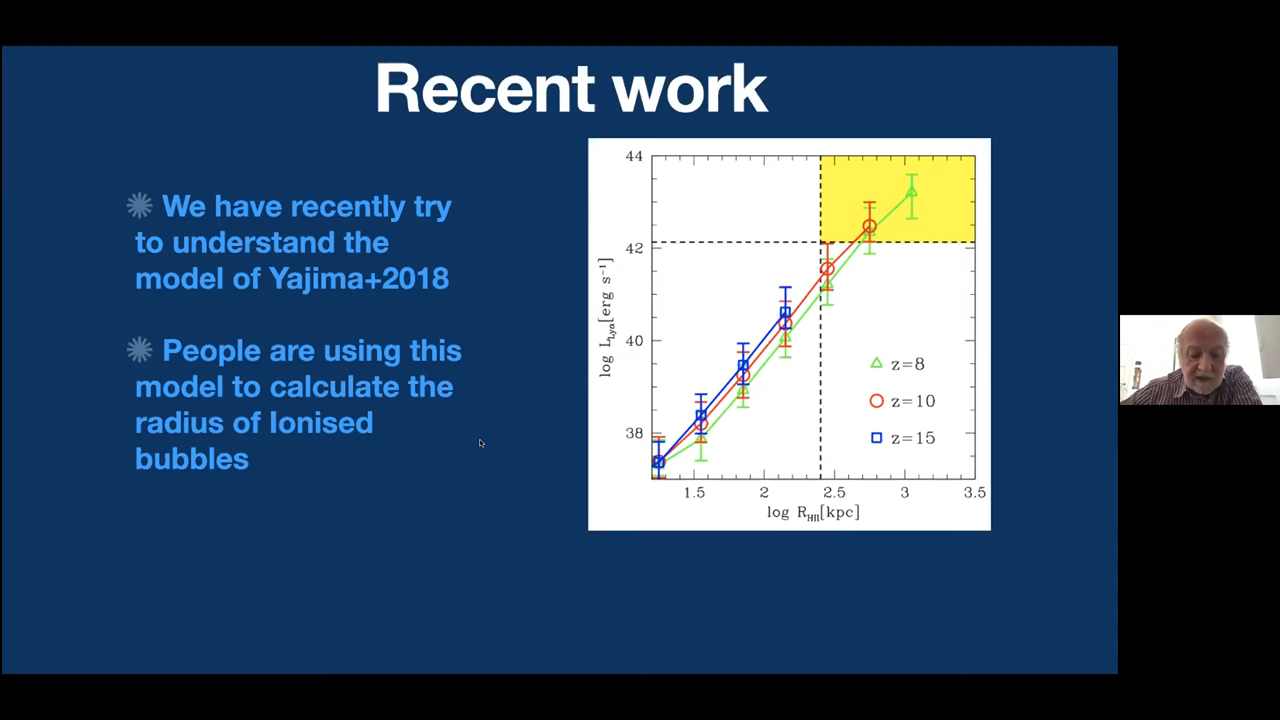 Recent work
We have recently try
to understand the
model of Yajima+2018
People are using this
model to calculate the
radius of Ionised
bubbles
44
42
40
38
log L_Lyα [erg s⁻¹]
z=8
z=10
z=15
1.5 2 2.5 3 3.5
log R_HII[kpc]